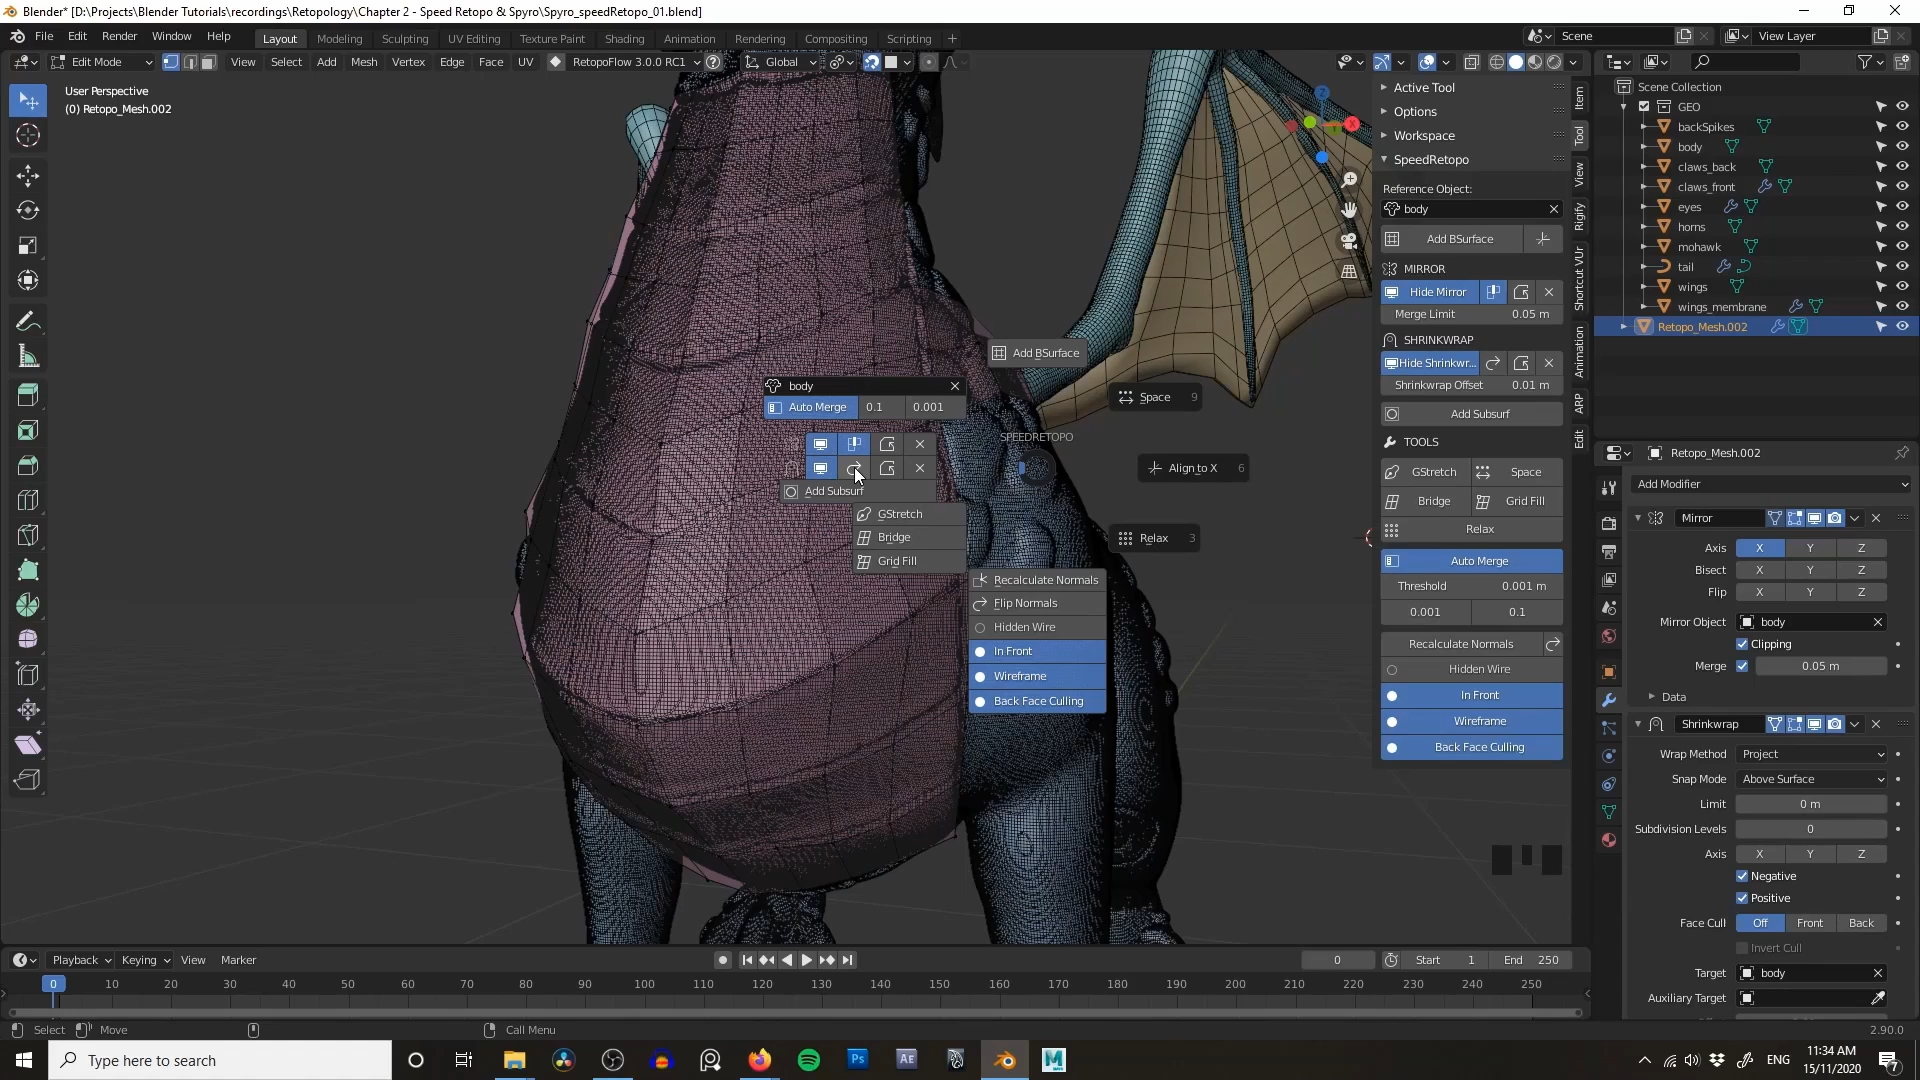 Blender* [D:\Projects\Blender Tutorials\recordings\Retopology\Chapter 2 - Speed Retopo & Spyro\Spyro_speedRetopo_01.blend]
File Edit Render Window Help Layout Modeling Sculpting UV Editing Texture Paint Shading Animation Rendering Compositing Scripting + Scene View Layer
Edit Mode View Select Add Mesh Vertex Edge Face UV RetopoFlow 3.0.0 RC1 Global
User Perspective
(0) Retopo_Mesh.002
body
Auto Merge 0.1 0.001
Add Subsurf
GStretch
Bridge
Grid Fill
Add BSurface
Space 9
SPEEDRETOPO
Align to X 6
Relax 3
Recalculate Normals
Flip Normals
Hidden Wire
In Front
Wireframe
Back Face Culling
Z
X
Active Tool
Options
Workspace
SpeedRetopo
Reference Object:
body
Add BSurface
MIRROR
Hide Mirror
Merge Limit 0.05 m
SHRINKWRAP
Hide Shrinkwr...
Shrinkwrap Offset 0.01 m
Add Subsurf
TOOLS
GStretch Space
Bridge Grid Fill
Relax
Auto Merge
Threshold 0.001 m
0.001 0.1
Recalculate Normals
Hidden Wire
In Front
Wireframe
Back Face Culling
Item
Tool
View
Rigify
Shortcut VUr
Animation
ARP
Edit
Scene Collection
GEO
backSpikes
body
claws_back
claws_front
eyes
horns
mohawk
tail
wings
wings_membrane
Retopo_Mesh.002
Retopo_Mesh.002
Add Modifier
Mirror
Axis X Y Z
Bisect X Y Z
Flip X Y Z
Mirror Object body
Clipping
Merge 0.05 m
Data
Shrinkwrap
Wrap Method Project
Snap Mode Above Surface
Limit 0 m
Subdivision Levels 0
Axis X Y Z
Negative
Positive
Face Cull Off Front Back
Invert Cull
Target body
Auxiliary Target
Playback Keying View Marker 0 Start 1 End 250
0 10 20 30 40 50 60 70 80 90 100 110 120 130 140 150 160 170 180 190 200 210 220 230 240 250
Select Move Call Menu 2.90.0
Type here to search
Ps Ae
ENG
11:34 AM
15/11/2020
7